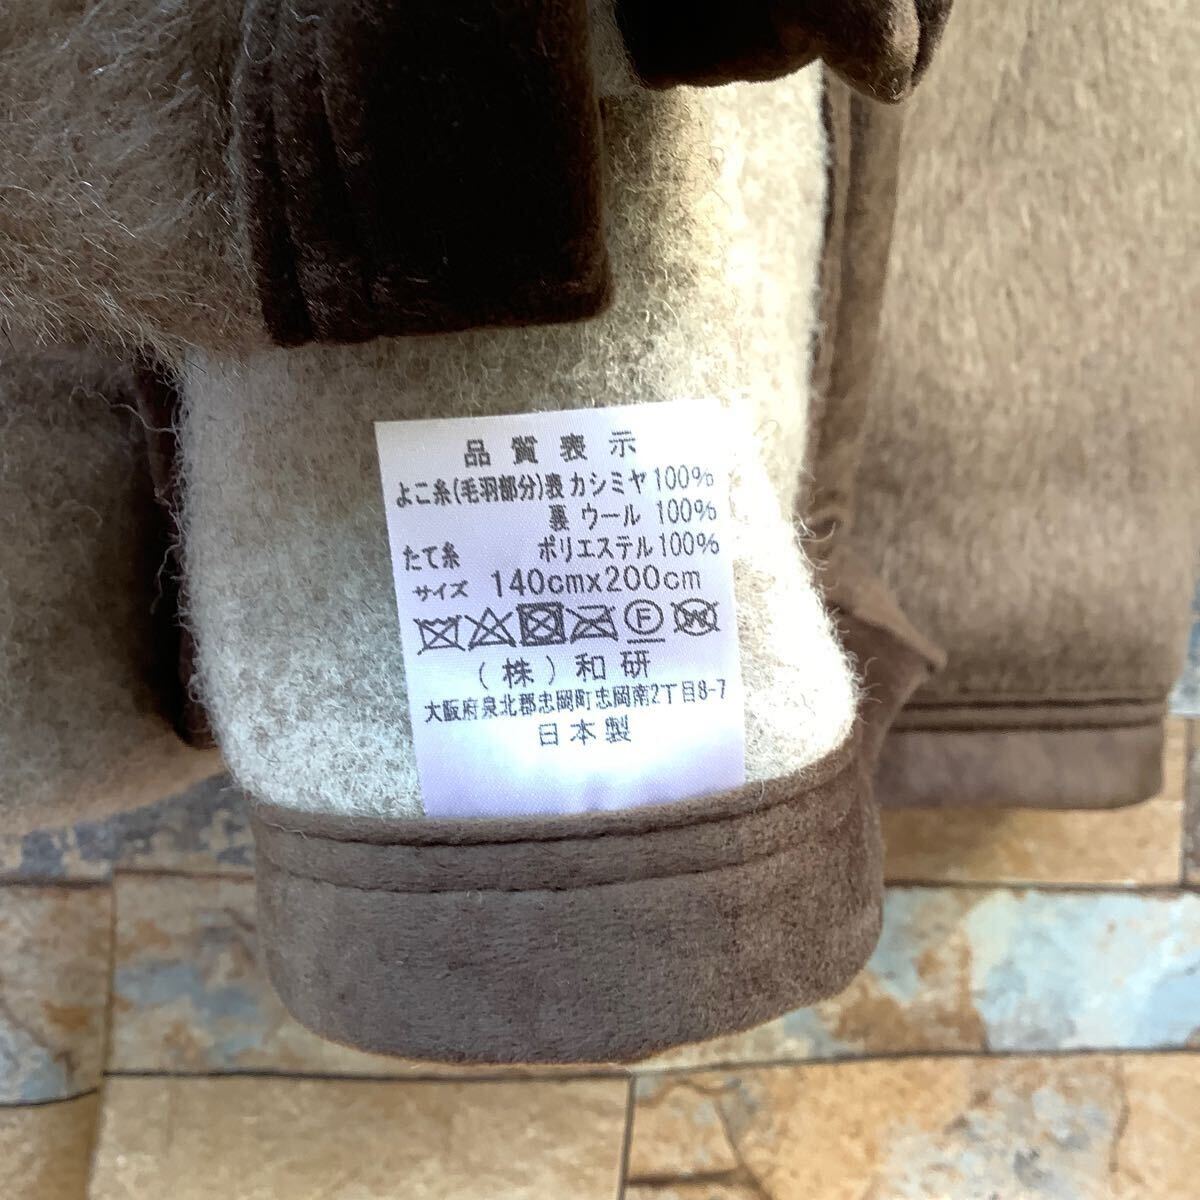 品質表示
よこ糸(毛羽部分)表 カシミヤ 100%
裏 ウール 100%
たて糸 ポリエステル 100%
サイズ 140cm×200cm
F W
(株)和研
大阪府泉北郡忠岡町忠岡南2丁目8-7
日本製